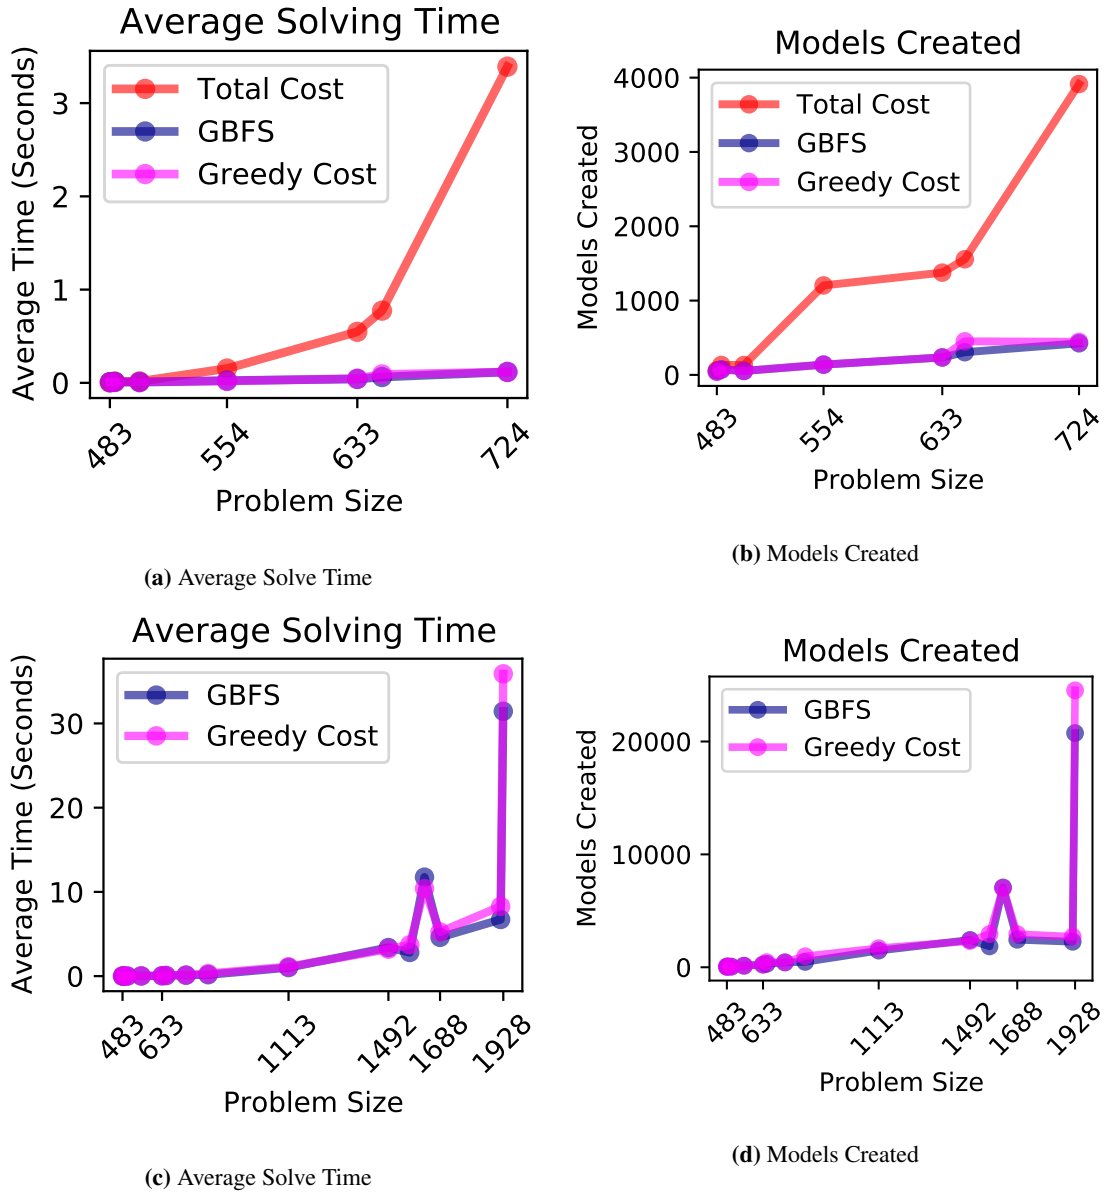 Average Solving Time
Average Time (Seconds)
3
2
1
0
Total Cost
GBFS
Greedy Cost
483
554
633
724
Problem Size
(a) Average Solve Time
Models Created
Models Created
4000
3000
2000
1000
0
Total Cost
GBFS
Greedy Cost
483
554
633
724
Problem Size
(b) Models Created
Average Solving Time
Average Time (Seconds)
30
20
10
0
GBFS
Greedy Cost
483
633
1113
1492
1688
1928
Problem Size
(c) Average Solve Time
Models Created
Models Created
20000
10000
0
GBFS
Greedy Cost
483
633
1113
1492
1688
1928
Problem Size
(d) Models Created